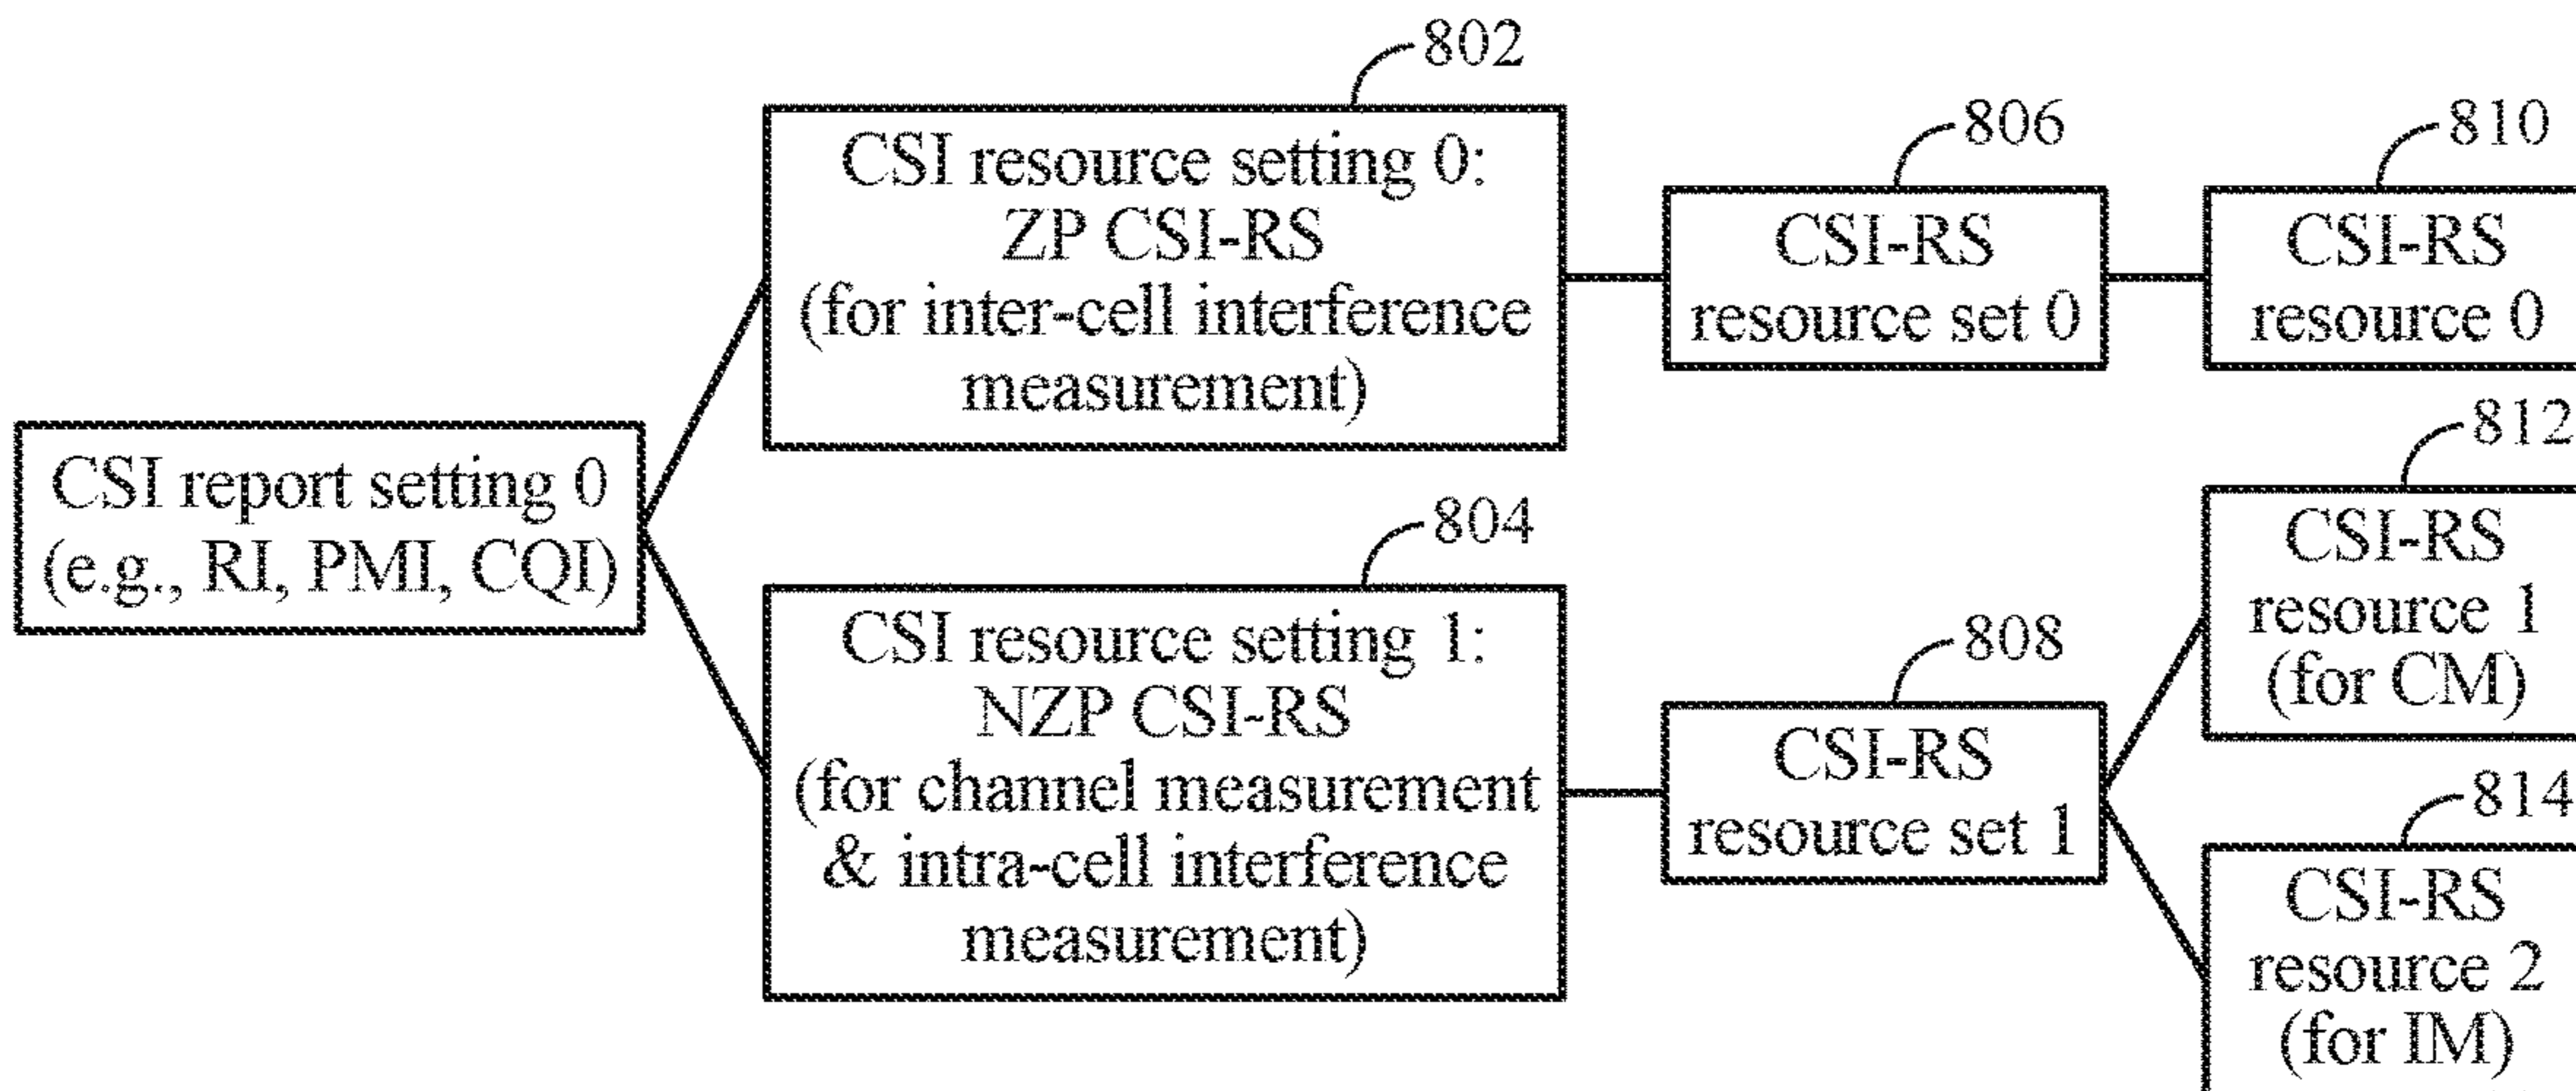 802
CSI resource setting 0:
ZP CSI-RS
(for inter-cell interference
measurement)
806
CSI-RS
resource set 0
810
CSI-RS
resource 0
CSI report setting 0
(e.g., RI, PMI, CQI)
804
CSI resource setting 1:
NZP CSI-RS
(for channel measurement
& intra-cell interference
measurement)
808
CSI-RS
resource set 1
812
CSI-RS
resource 1
(for CM)
814
CSI-RS
resource 2
(for IM)